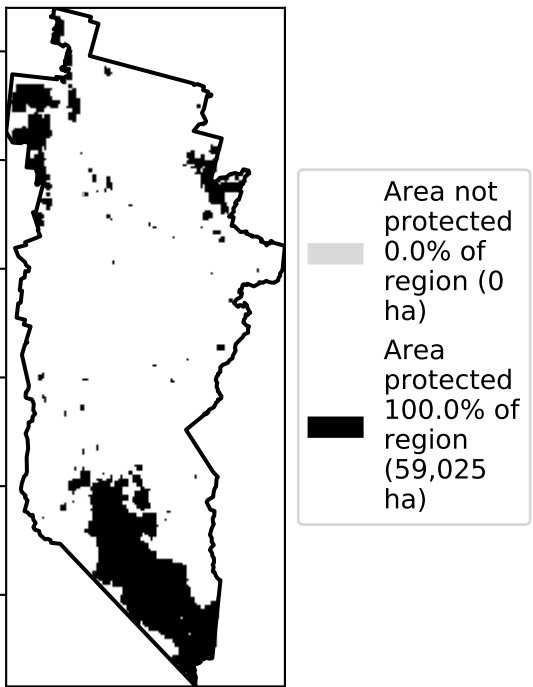 Area not
protected
0.0% of
region (0
ha)
Area
protected
100.0% of
region
(59,025
ha)